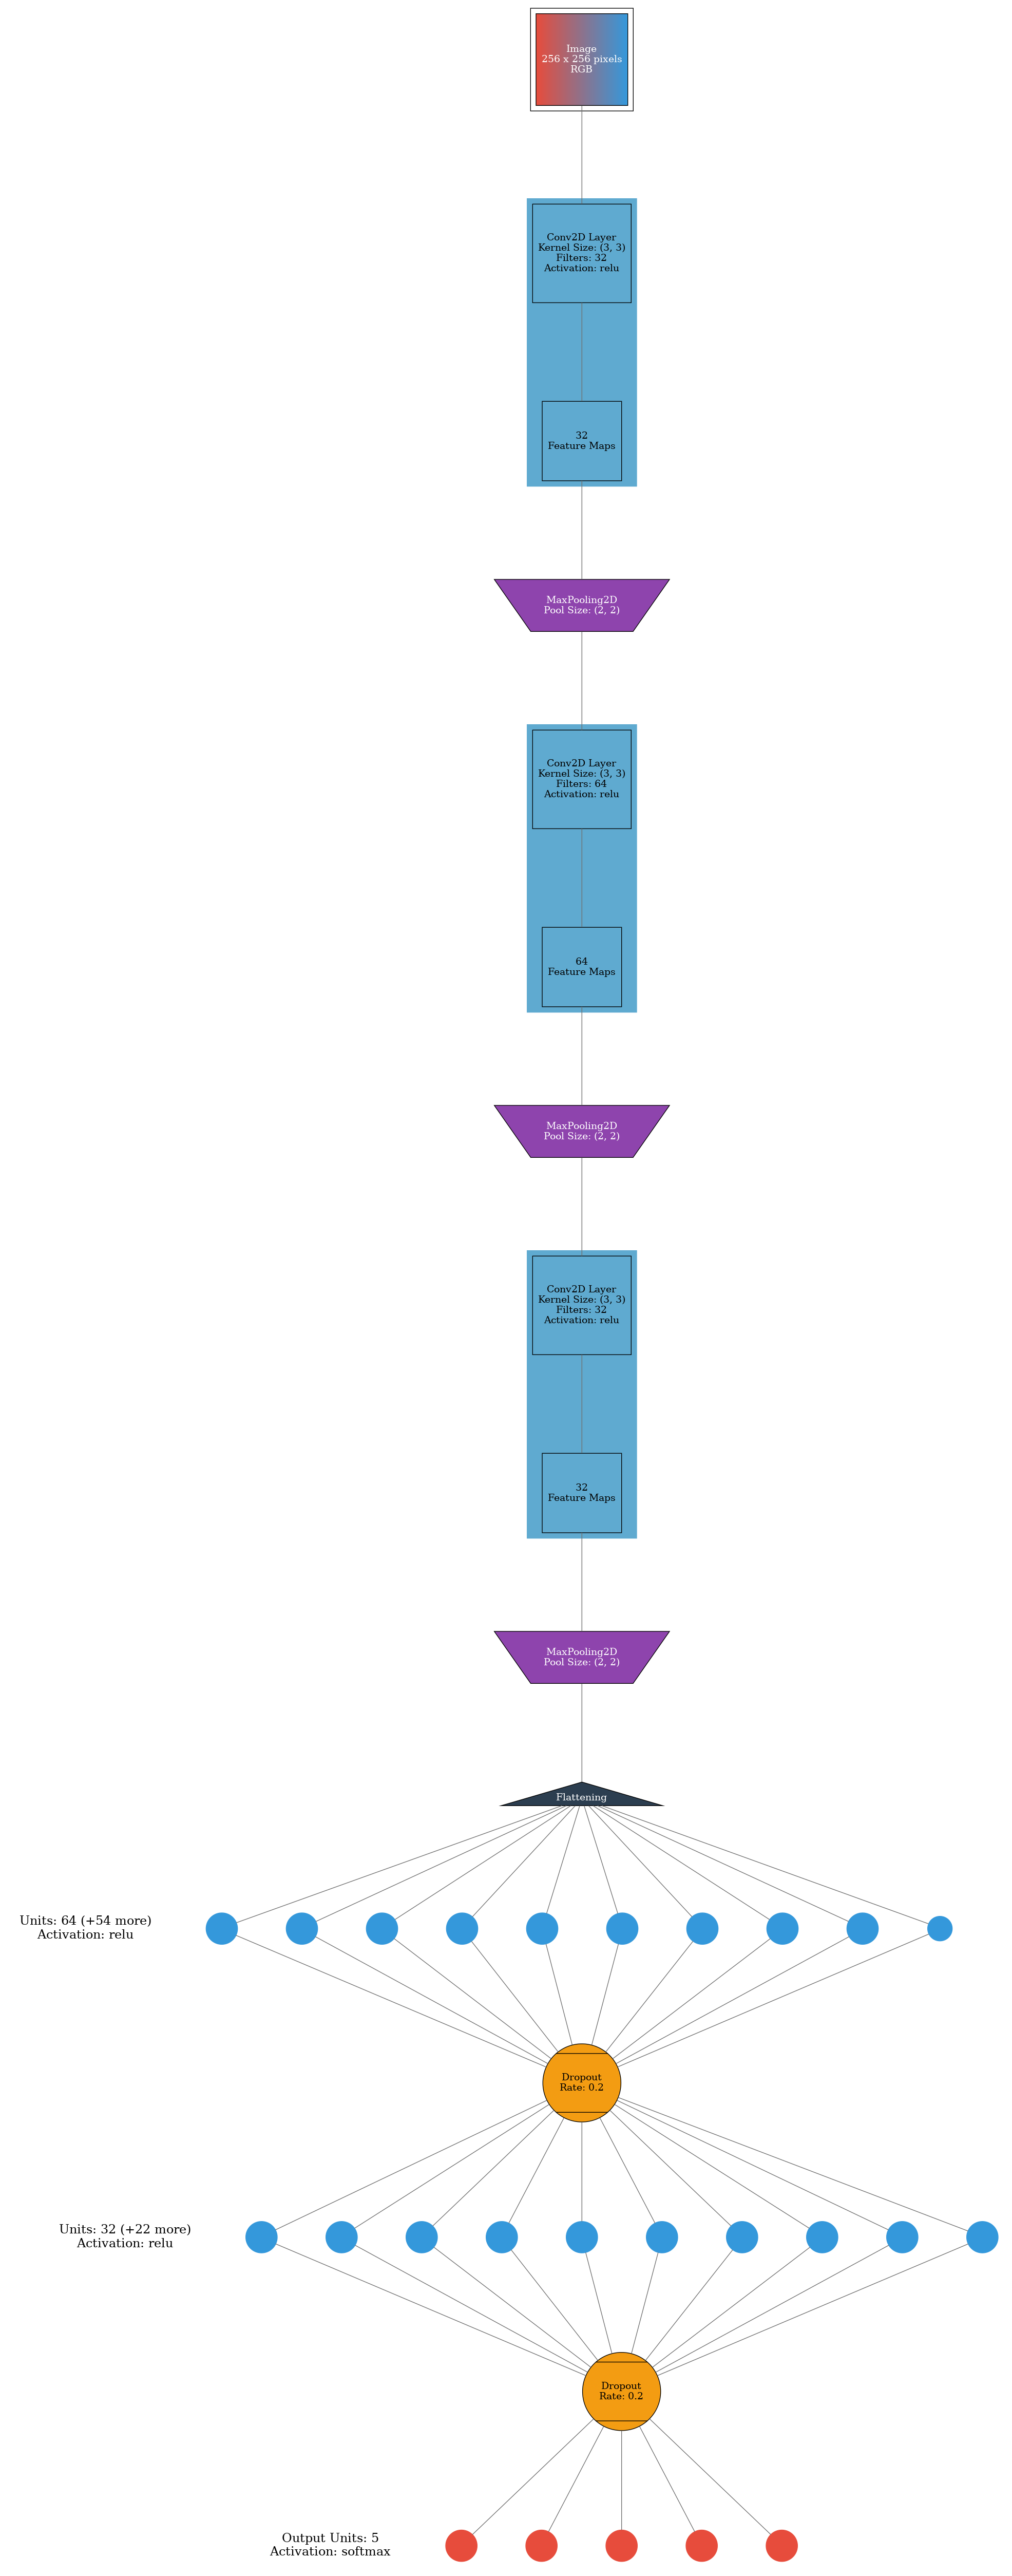 Image
256 x 256 pixels
RGB
Conv2D Layer
Kernel Size: (3, 3)
Filters: 32
Activation: relu
32
Feature Maps
MaxPooling2D
Pool Size: (2, 2)
Conv2D Layer
Kernel Size: (3, 3)
Filters: 64
Activation: relu
64
Feature Maps
MaxPooling2D
Pool Size: (2, 2)
Conv2D Layer
Kernel Size: (3, 3)
Filters: 32
Activation: relu
32
Feature Maps
MaxPooling2D
Pool Size: (2, 2)
Flattening
Units: 64 (+54 more)
Activation: relu
Dropout
Rate: 0.2
Units: 32 (+22 more)
Activation: relu
Dropout
Rate: 0.2
Output Units: 5
Activation: softmax